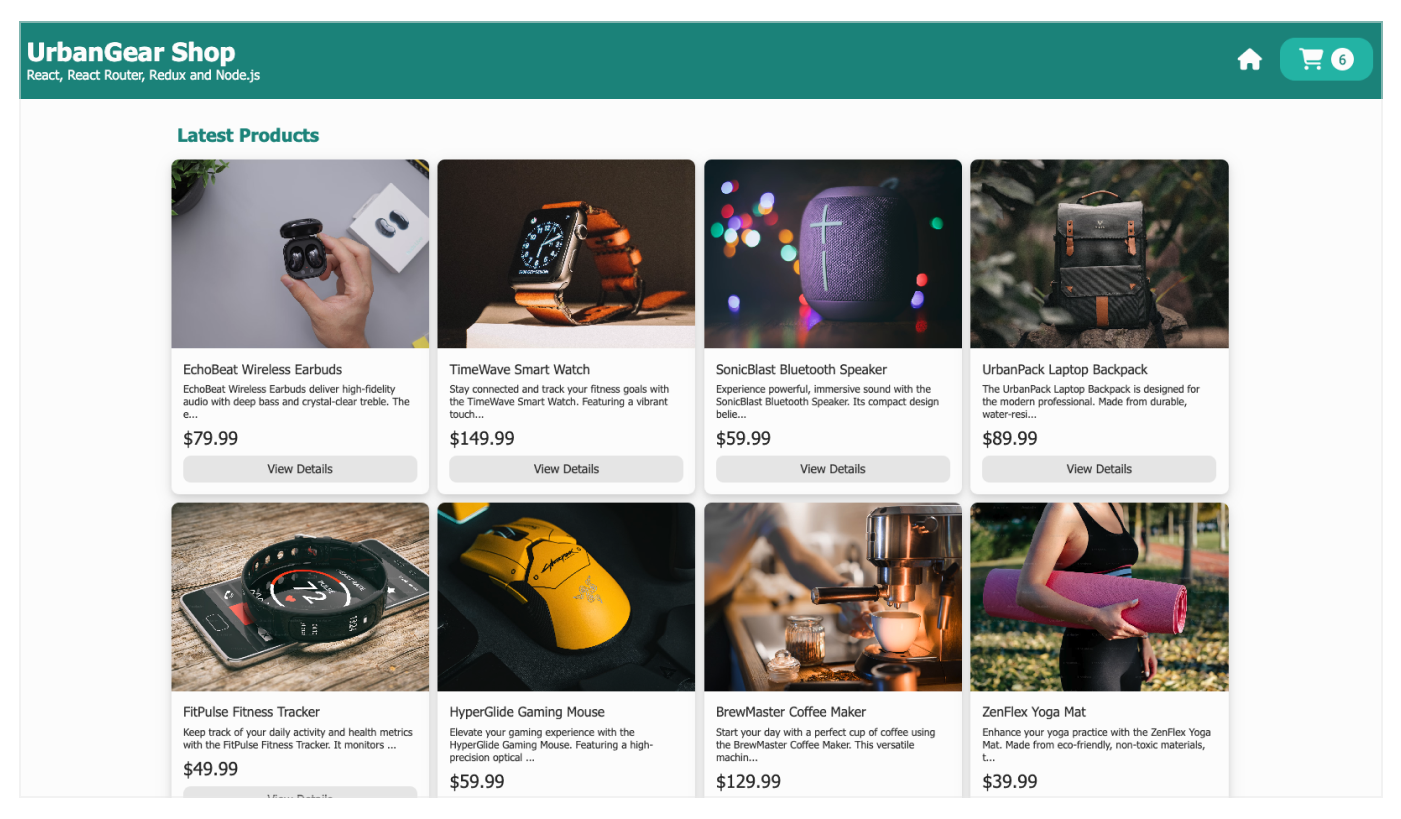 UrbanGear Shop
React, React Router, Redux and Node.js
6
Latest Products
EchoBeat Wireless Earbuds
EchoBeat Wireless Earbuds deliver high-fidelity
audio with deep bass and crystal-clear treble. The
e...
$79.99
View Details
TimeWave Smart Watch
Stay connected and track your fitness goals with
the TimeWave Smart Watch. Featuring a vibrant
touch...
$149.99
View Details
SonicBlast Bluetooth Speaker
Experience powerful, immersive sound with the
SonicBlast Bluetooth Speaker. Its compact design
belie...
$59.99
View Details
UrbanPack Laptop Backpack
The UrbanPack Laptop Backpack is designed for
the modern professional. Made from durable,
water-resi...
$89.99
View Details
PULSE
72
FitPulse Fitness Tracker
Keep track of your daily activity and health metrics
with the FitPulse Fitness Tracker. It monitors ...
$49.99
View Details
HyperGlide Gaming Mouse
Elevate your gaming experience with the
HyperGlide Gaming Mouse. Featuring a high-
precision optical ...
$59.99
BrewMaster Coffee Maker
Start your day with a perfect cup of coffee using
the BrewMaster Coffee Maker. This versatile
machin...
$129.99
ZenFlex Yoga Mat
Enhance your yoga practice with the ZenFlex Yoga
Mat. Made from eco-friendly, non-toxic materials,
t...
$39.99